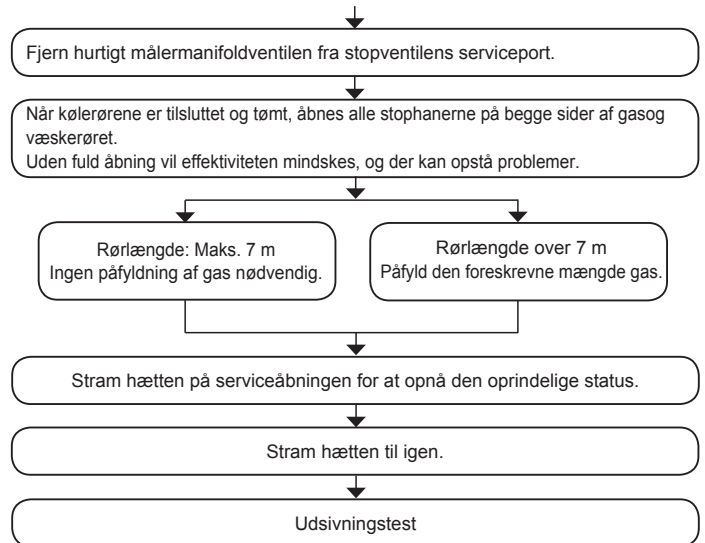 Fjern hurtigt målermanifoldventilen fra stopventilens serviceport.
Når kølerørene er tilsluttet og tømt, åbnes alle stophanerne på begge sider af gasog
væskerøret.
Uden fuld åbning vil effektiviteten mindskes, og der kan opstå problemer.
Rørlængde: Maks. 7 m
Ingen påfyldning af gas nødvendig.
Rørlængde over 7 m
Påfyld den foreskrevne mængde gas.
Stram hætten på serviceåbningen for at opnå den oprindelige status.
Stram hætten til igen.
Udsivningstest